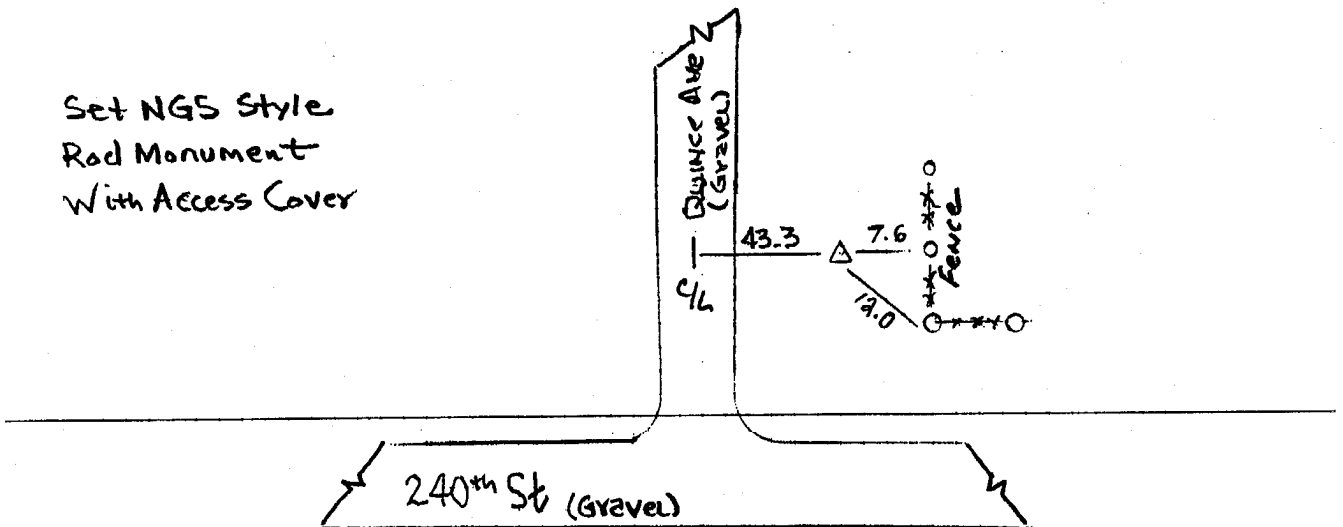 Set NGS Style
Rod Monument
With Access Cover
Quince Ave
(Gravel)
43.3
7.6
12.0
Fence
C/L
240th St (Gravel)